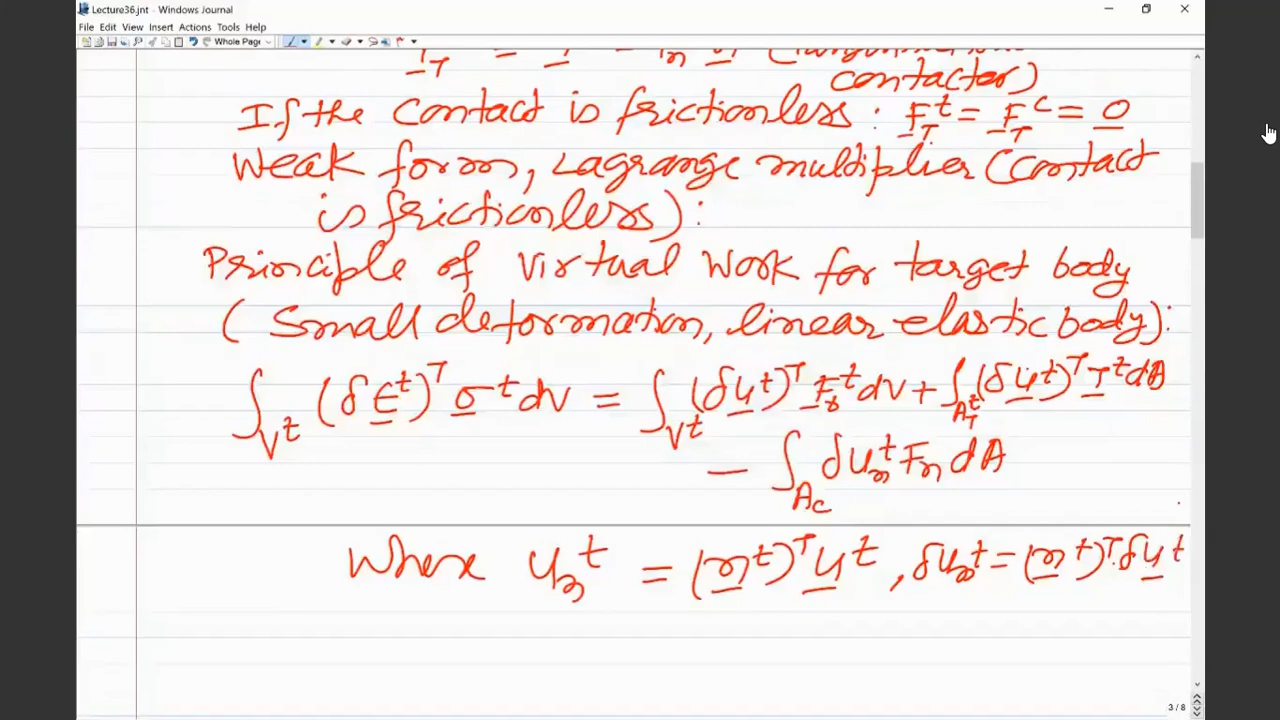 Lecture36.jnt - Windows Journal
File Edit View Insert Actions Tools Help
Whole Page
contactor)
If the contact is frictionless : F_T^t = F_T^c = 0
Weak form, Lagrange multiplier (contact
is frictionless) :
Principle of virtual work for target body
( Small deformation, linear elastic body) :
∫_{V^t} (δε^t)^T σ^t dV = ∫_{V^t} (δu^t)^T F_b^t dV + ∫_{A_T^t} (δu^t)^T T^t dA
− ∫_{A_c} δu_n^t F_n dA
Where u_n^t = (n^t)^T u^t , δu_n^t = (n^t)^T δu^t
3 / 8